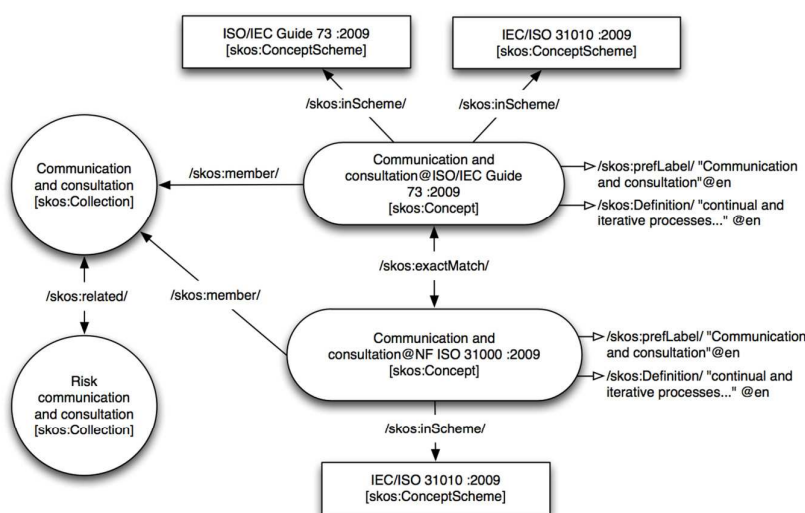 ISO/IEC Guide 73 :2009
[skos:ConceptScheme]
IEC/ISO 31010 :2009
[skos:ConceptScheme]
/skos:inScheme/
/skos:inScheme/
Communication
and consultation
[skos:Collection]
/skos:member/
Communication and
consultation@ISO/IEC Guide
73 :2009
[skos:Concept]
/skos:prefLabel/ "Communication
and consultation"@en
/skos:Definition/ "continual and
iterative processes..." @en
/skos:related/
/skos:member/
/skos:exactMatch/
Risk
communication
and consultation
[skos:Collection]
Communication and
consultation@NF ISO 31000 :2009
[skos:Concept]
/skos:prefLabel/ "Communication
and consultation"@en
/skos:Definition/ "continual and
iterative processes..." @en
/skos:inScheme/
IEC/ISO 31010 :2009
[skos:ConceptScheme]